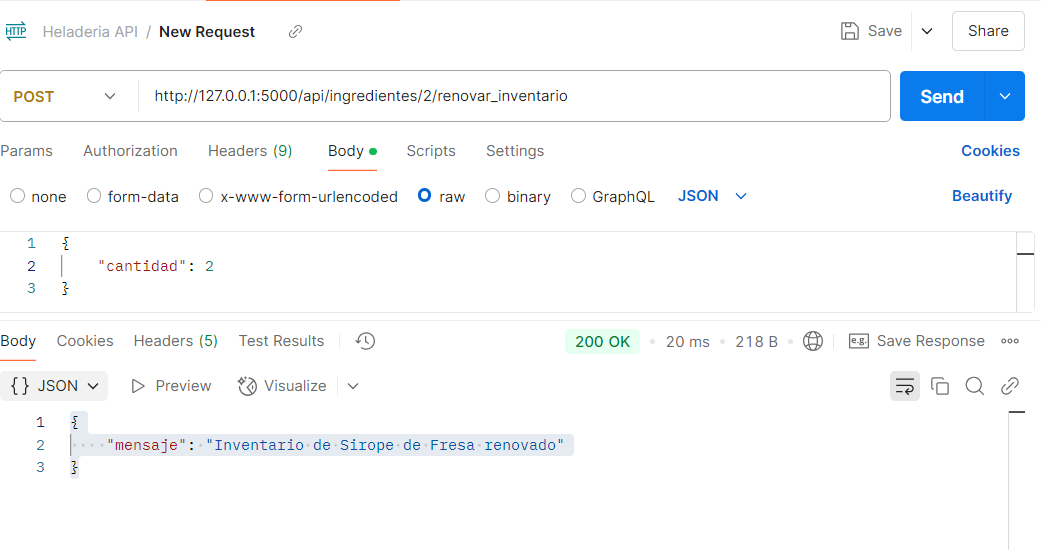 HTTP Heladeria API / New Request Save Share
POST http://127.0.0.1:5000/api/ingredientes/2/renovar_inventario Send
Params Authorization Headers (9) Body Scripts Settings Cookies
none form-data x-www-form-urlencoded raw binary GraphQL JSON Beautify
1 {
2 "cantidad": 2
3 }
Body Cookies Headers (5) Test Results 200 OK 20 ms 218 B e.g. Save Response
{} JSON Preview Visualize
1 {
2 "mensaje": "Inventario de Sirope de Fresa renovado"
3 }